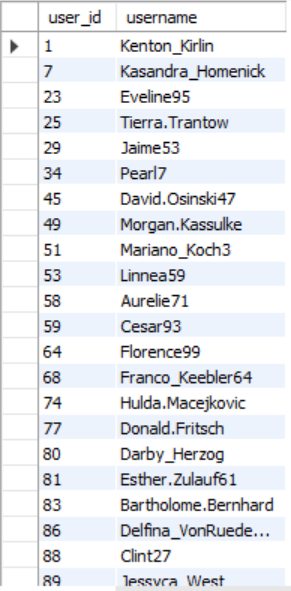 user_id username
1 Kenton_Kirlin
7 Kasandra_Homenick
23 Eveline95
25 Tierra.Trantow
29 Jaime53
34 Pearl7
45 David.Osinski47
49 Morgan.Kassulke
51 Mariano_Koch3
53 Linnea59
58 Aurelie71
59 Cesar93
64 Florence99
68 Franco_Keebler64
74 Hulda.Macejkovic
77 Donald.Fritsch
80 Darby_Herzog
81 Esther.Zulauf61
83 Bartholome.Bernhard
86 Delfina_VonRuede...
88 Clint27
89 Jessyca_West